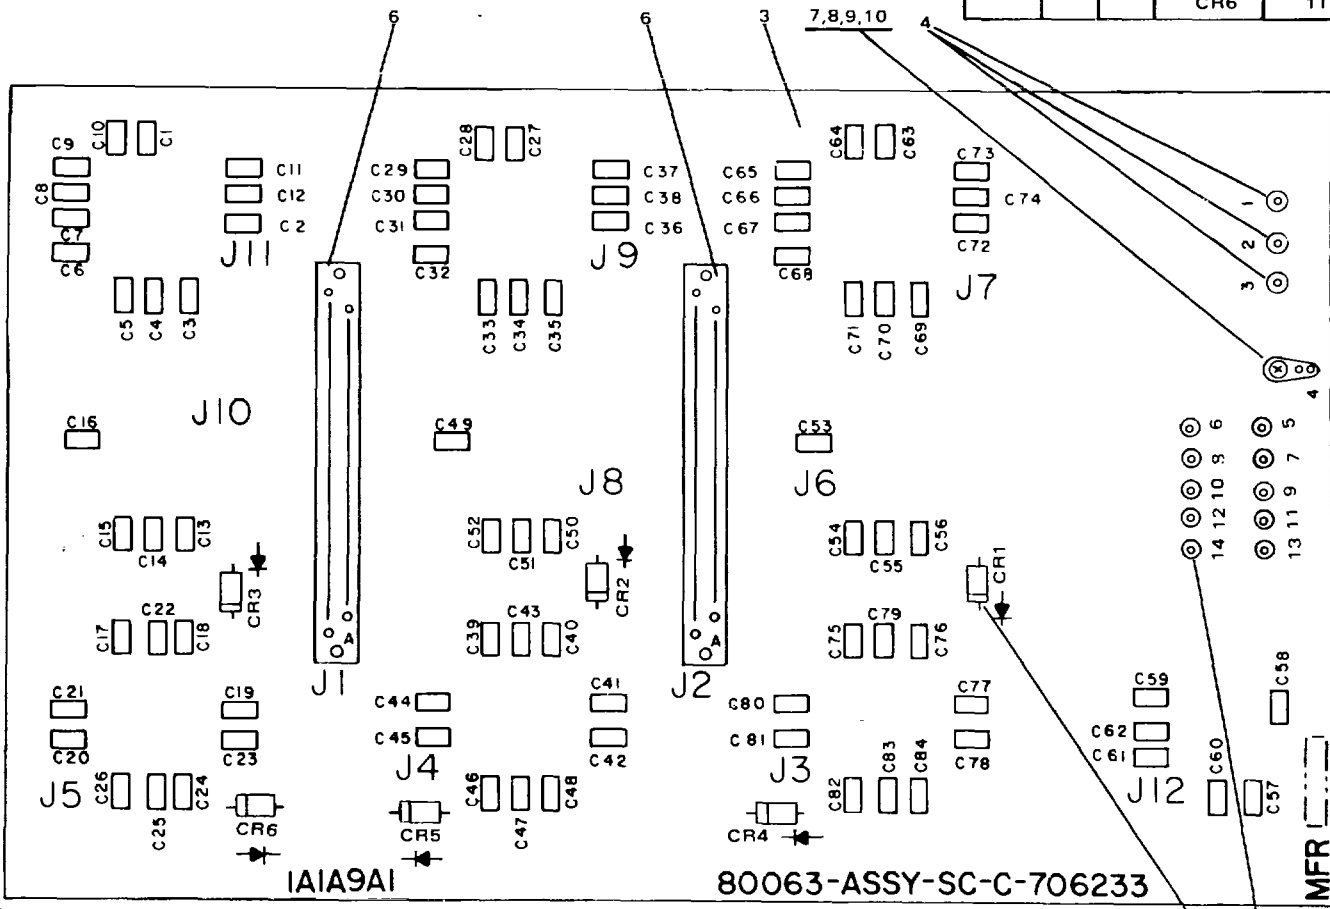 CR6 11
6 6 3 7,8,9,10 4
C10 C1 C28 C27 C64 C63
C9 C11 C29 C37 C65 C73
C8 C12 C30 C38 C66 C74 1
C7 C2 C31 C36 C67 C72 2
C6 J11 C32 J9 C68 J7 3
C5 C4 C3 C33 C34 C35 C71 C70 C69
4
J10
C16 C49 C53 6 5
J8 J6 8 7
10 9
C15 C13 C52 C50 C54 C56 12 11
C14 C51 C55 14 13
CR3 CR2 CR1
C22 C43 C79
C17 C18 C39 C40 C75 C76
A A
J1 J2
C21 C19 C44 C41 C80 C77 C59 C58
C20 C23 C45 C42 C81 C78 C62
C61
J5 J4 J3 J12
C26 C24 C46 C48 C82 C83 C84 C60 C57
C25 C47
CR6 CR5 CR4
1A1A9A1 80063-ASSY-SC-C-706233
MFR